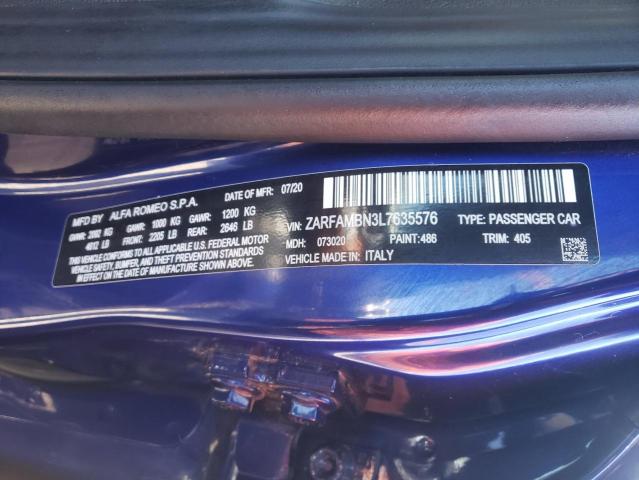 MFD BY: ALFA ROMEO S.P.A. DATE OF MFR: 07/20
GAWR: 1000 KG GAWR: 1200 KG
4812 LB FRONT: 2205 LB REAR: 2646 LB
THIS VEHICLE CONFORMS TO ALL APPLICABLE U.S. FEDERAL MOTOR
VEHICLE SAFETY, BUMPER, AND THEFT PREVENTION STANDARDS
IN EFFECT ON THE DATE OF MANUFACTURE SHOWN ABOVE.
VIN: ZARFAMBN3L7635576 TYPE: PASSENGER CAR
MDH: 073020 PAINT: 486 TRIM: 405
VEHICLE MADE IN: ITALY